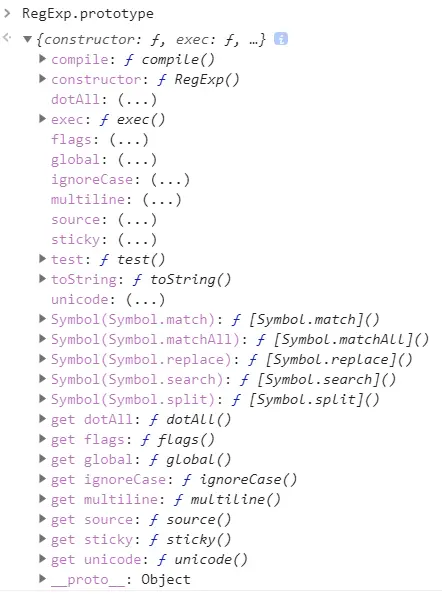 RegExp.prototype
{constructor: ƒ, exec: ƒ, …}
compile: ƒ compile()
constructor: ƒ RegExp()
dotAll: (...)
exec: ƒ exec()
flags: (...)
global: (...)
ignoreCase: (...)
multiline: (...)
source: (...)
sticky: (...)
test: ƒ test()
toString: ƒ toString()
unicode: (...)
Symbol(Symbol.match): ƒ [Symbol.match]()
Symbol(Symbol.matchAll): ƒ [Symbol.matchAll]()
Symbol(Symbol.replace): ƒ [Symbol.replace]()
Symbol(Symbol.search): ƒ [Symbol.search]()
Symbol(Symbol.split): ƒ [Symbol.split]()
get dotAll: ƒ dotAll()
get flags: ƒ flags()
get global: ƒ global()
get ignoreCase: ƒ ignoreCase()
get multiline: ƒ multiline()
get source: ƒ source()
get sticky: ƒ sticky()
get unicode: ƒ unicode()
__proto__: Object